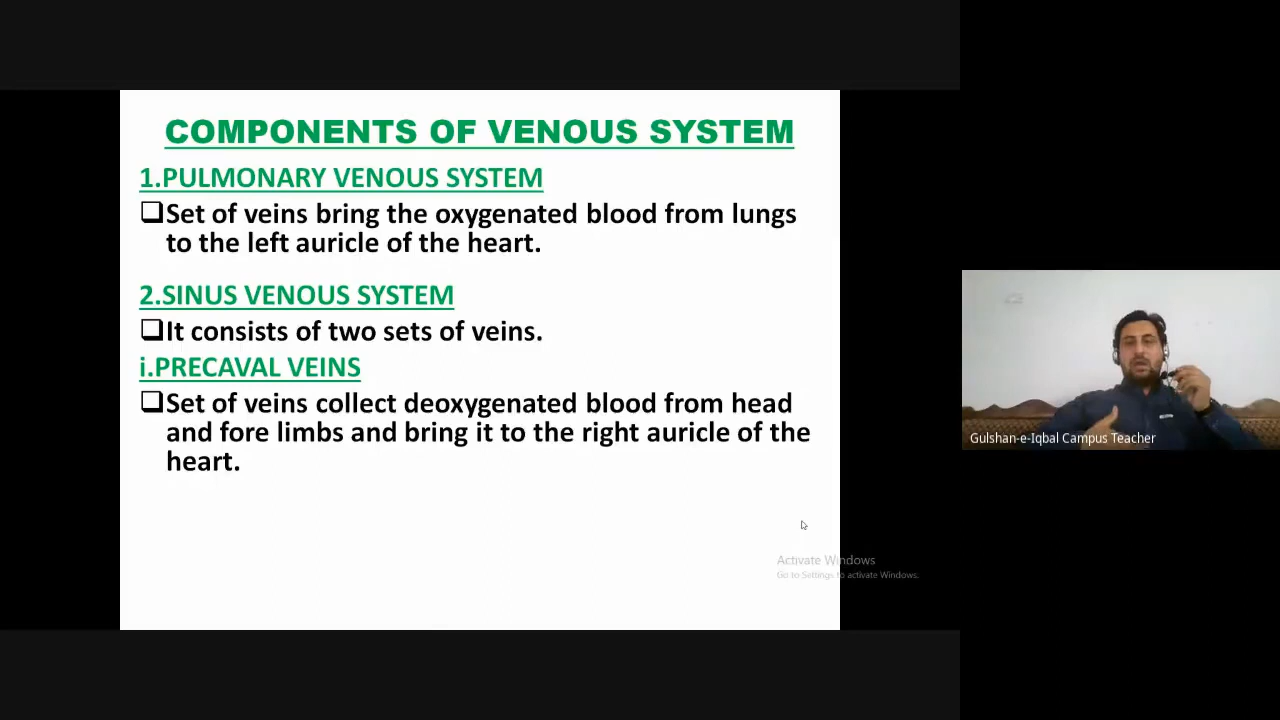 COMPONENTS OF VENOUS SYSTEM
1.PULMONARY VENOUS SYSTEM
❑Set of veins bring the oxygenated blood from lungs
to the left auricle of the heart.
2.SINUS VENOUS SYSTEM
❑It consists of two sets of veins.
i.PRECAVAL VEINS
❑Set of veins collect deoxygenated blood from head
and fore limbs and bring it to the right auricle of the
heart.
Gulshan-e-Iqbal Campus Teacher
Activate Windows
Go to Settings to activate Windows.